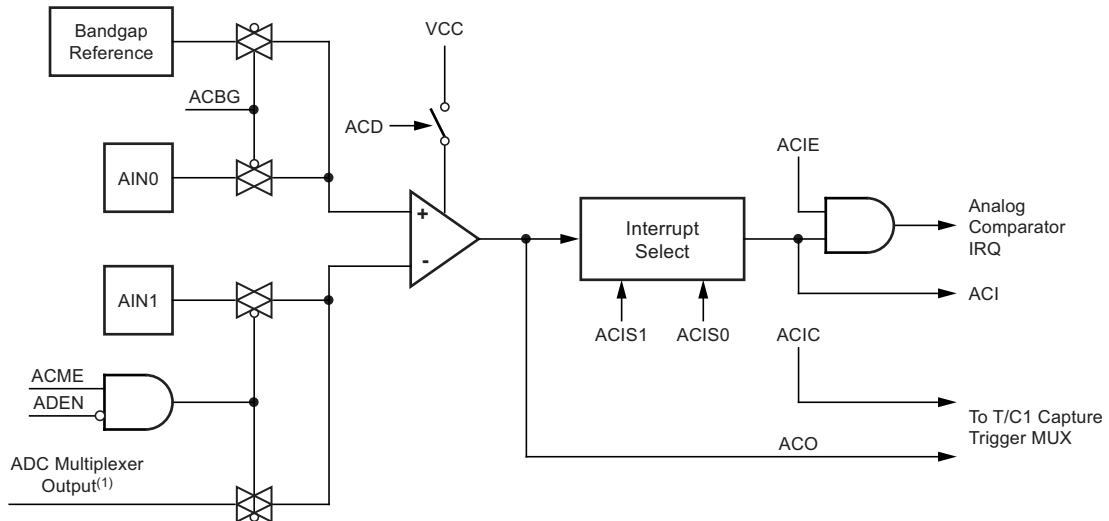 Bandgap
Reference
VCC
ACBG
ACD
AIN0
+
-
Interrupt
Select
ACIE
Analog
Comparator
IRQ
ACI
AIN1
ACIS1 ACIS0
ACIC
ACME
ADEN
To T/C1 Capture
Trigger MUX
ACO
ADC Multiplexer
Output(1)